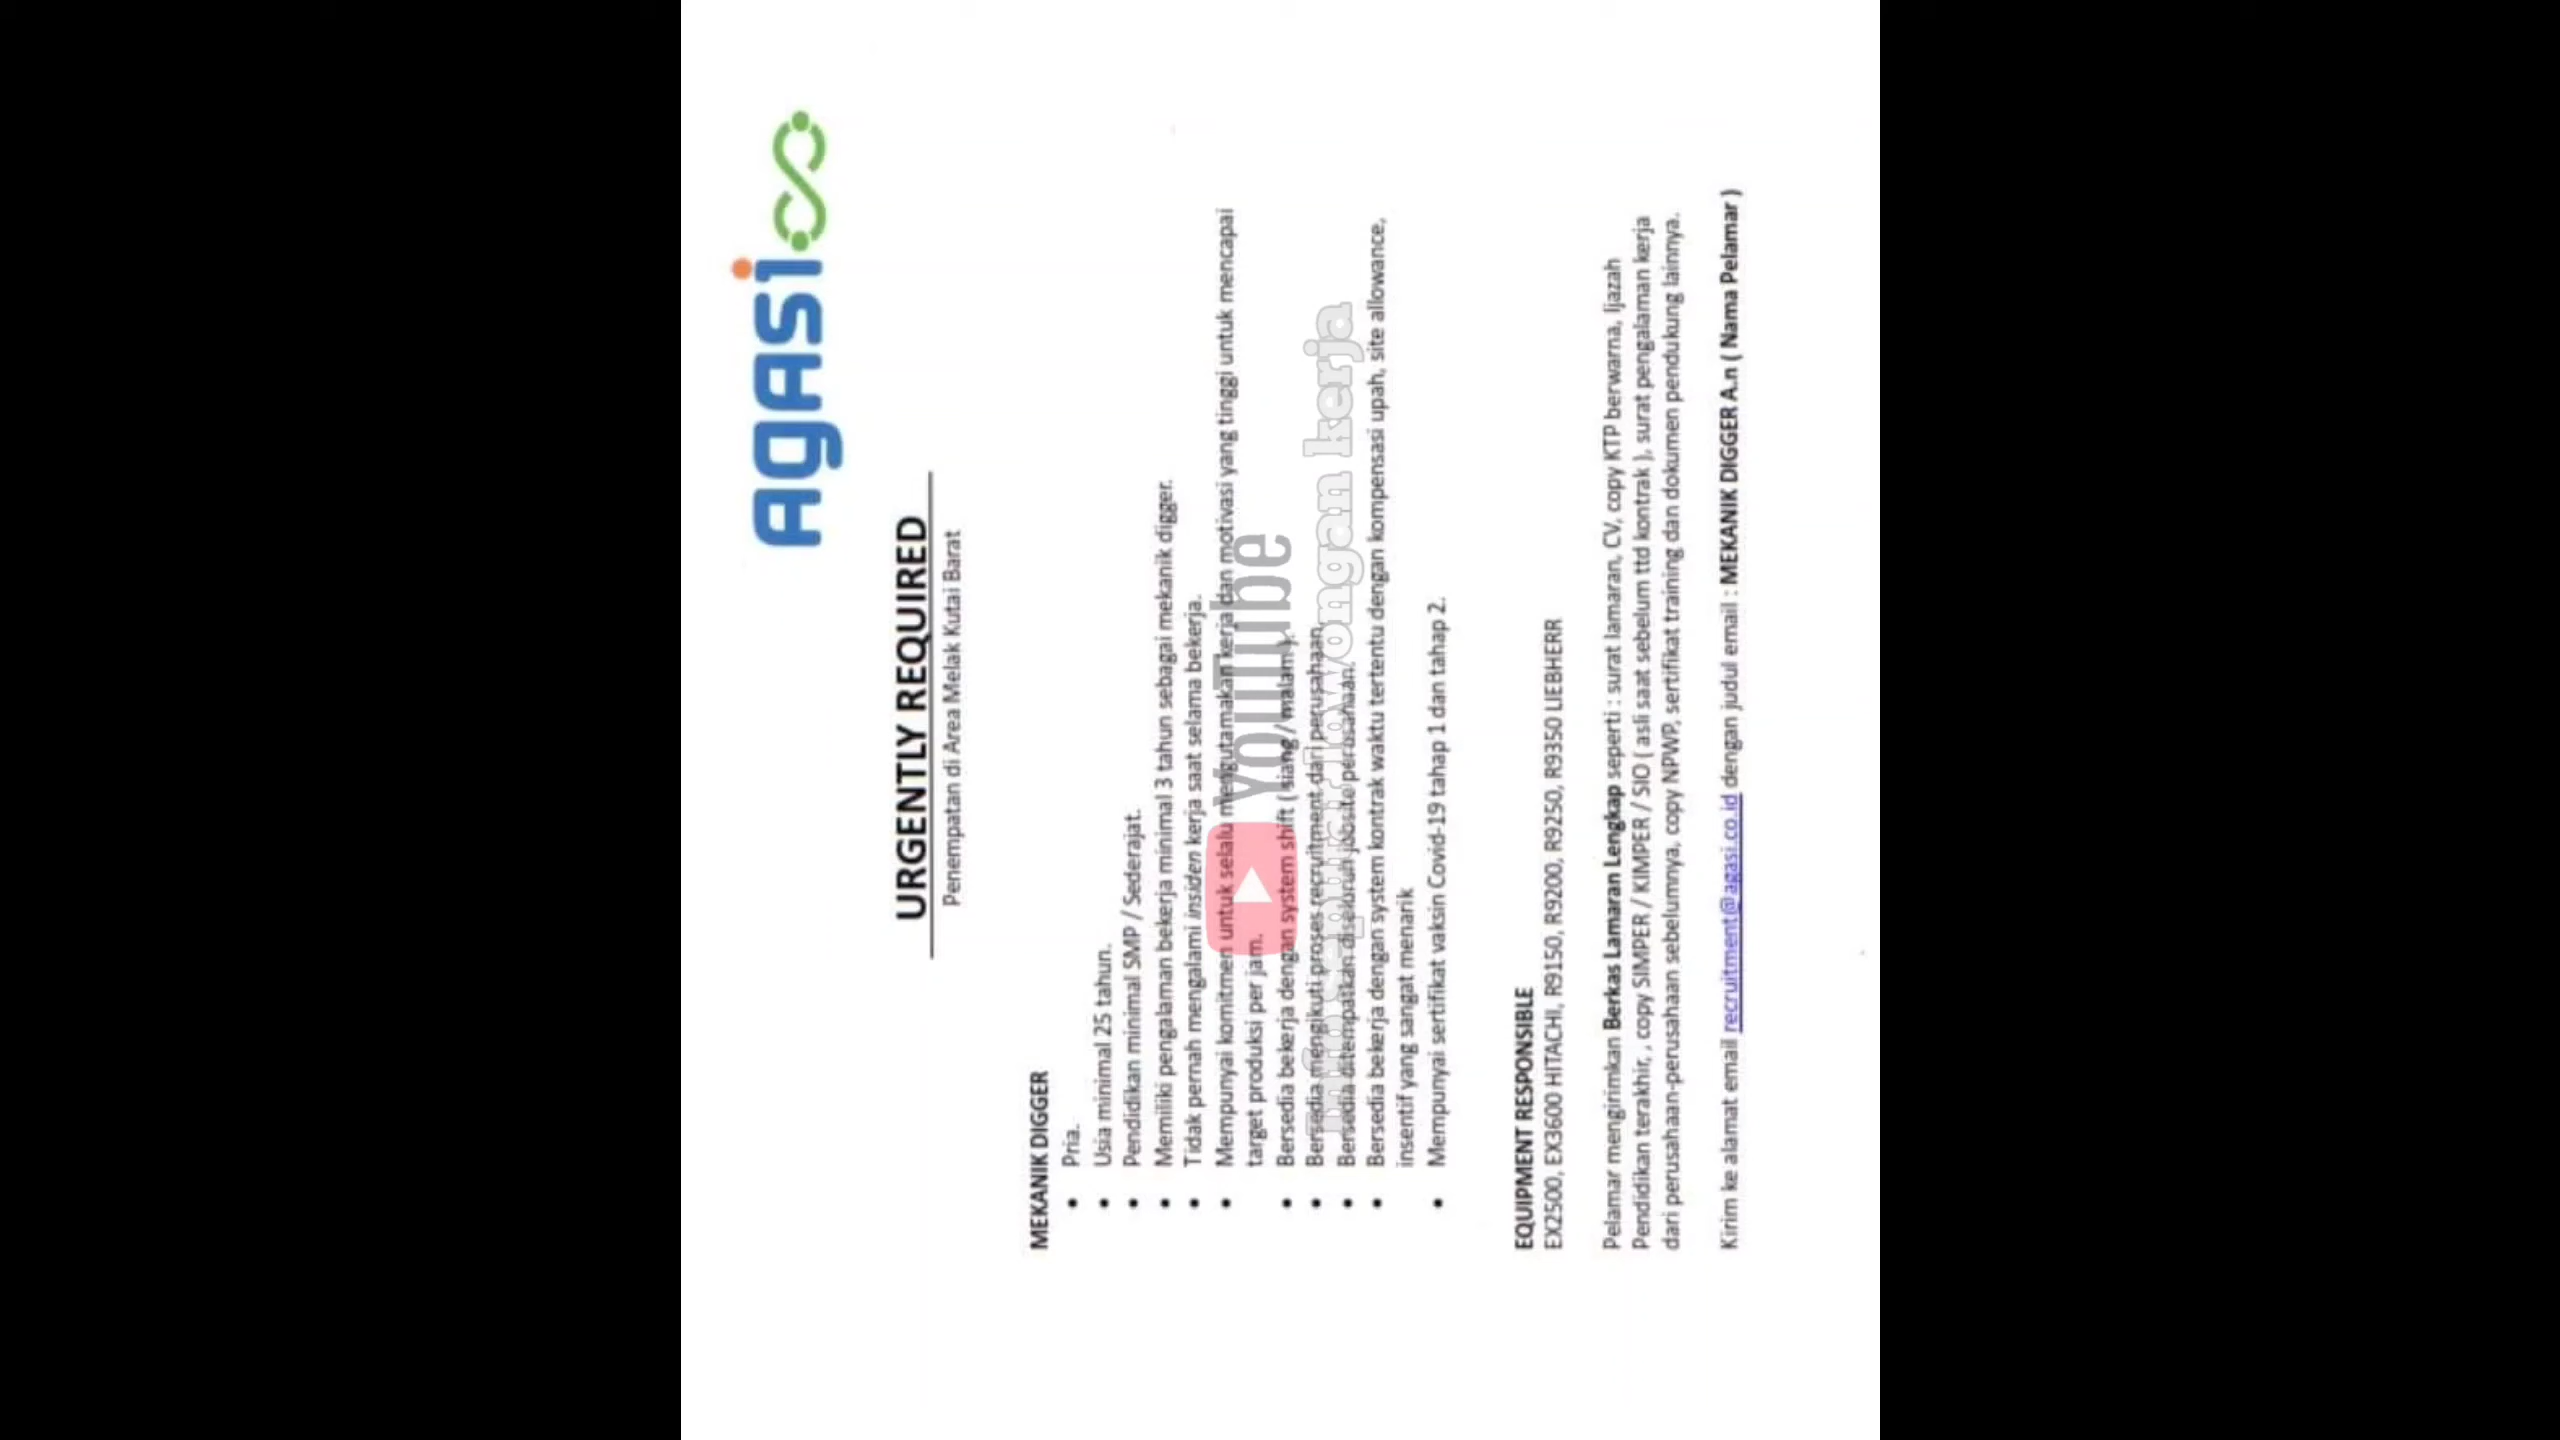 agasi
URGENTLY REQUIRED
Penempatan di Area Melak Kutai Barat
MEKANIK DIGGER
• Pria.
• Usia minimal 25 tahun.
• Pendidikan minimal SMP / Sederajat.
• Memiliki pengalaman bekerja minimal 3 tahun sebagai mekanik digger.
• Tidak pernah mengalami insiden kerja saat selama bekerja.
• Mempunyai komitmen untuk selalu mengutamakan kerja dan motivasi yang tinggi untuk mencapai
target produksi per jam.
• Bersedia bekerja dengan system shift ( siang / malam ).
• Bersedia mengikuti proses recruitment dari perusahaan.
• Bersedia ditempatkan diseluruh jobsite perusahaan.
• Bersedia bekerja dengan system kontrak waktu tertentu dengan kompensasi upah, site allowance,
insentif yang sangat menarik
• Mempunyai sertifikat vaksin Covid-19 tahap 1 dan tahap 2.
YouTube
lowongan kerja
EQUIPMENT RESPONSIBLE
EX2500, EX3600 HITACHI, R9150, R9200, R9250, R9350 LIEBHERR
Pelamar mengirimkan Berkas Lamaran Lengkap seperti : surat lamaran, CV, copy KTP berwarna, Ijazah
Pendidikan terakhir, , copy SIMPER / KIMPER / SIO ( asli saat sebelum ttd kontrak ), surat pengalaman kerja
dari perusahaan-perusahaan sebelumnya, copy NPWP, sertifikat training dan dokumen pendukung lainnya.
Kirim ke alamat email recruitment@agasi.co.id dengan judul email : MEKANIK DIGGER A.n ( Nama Pelamar )